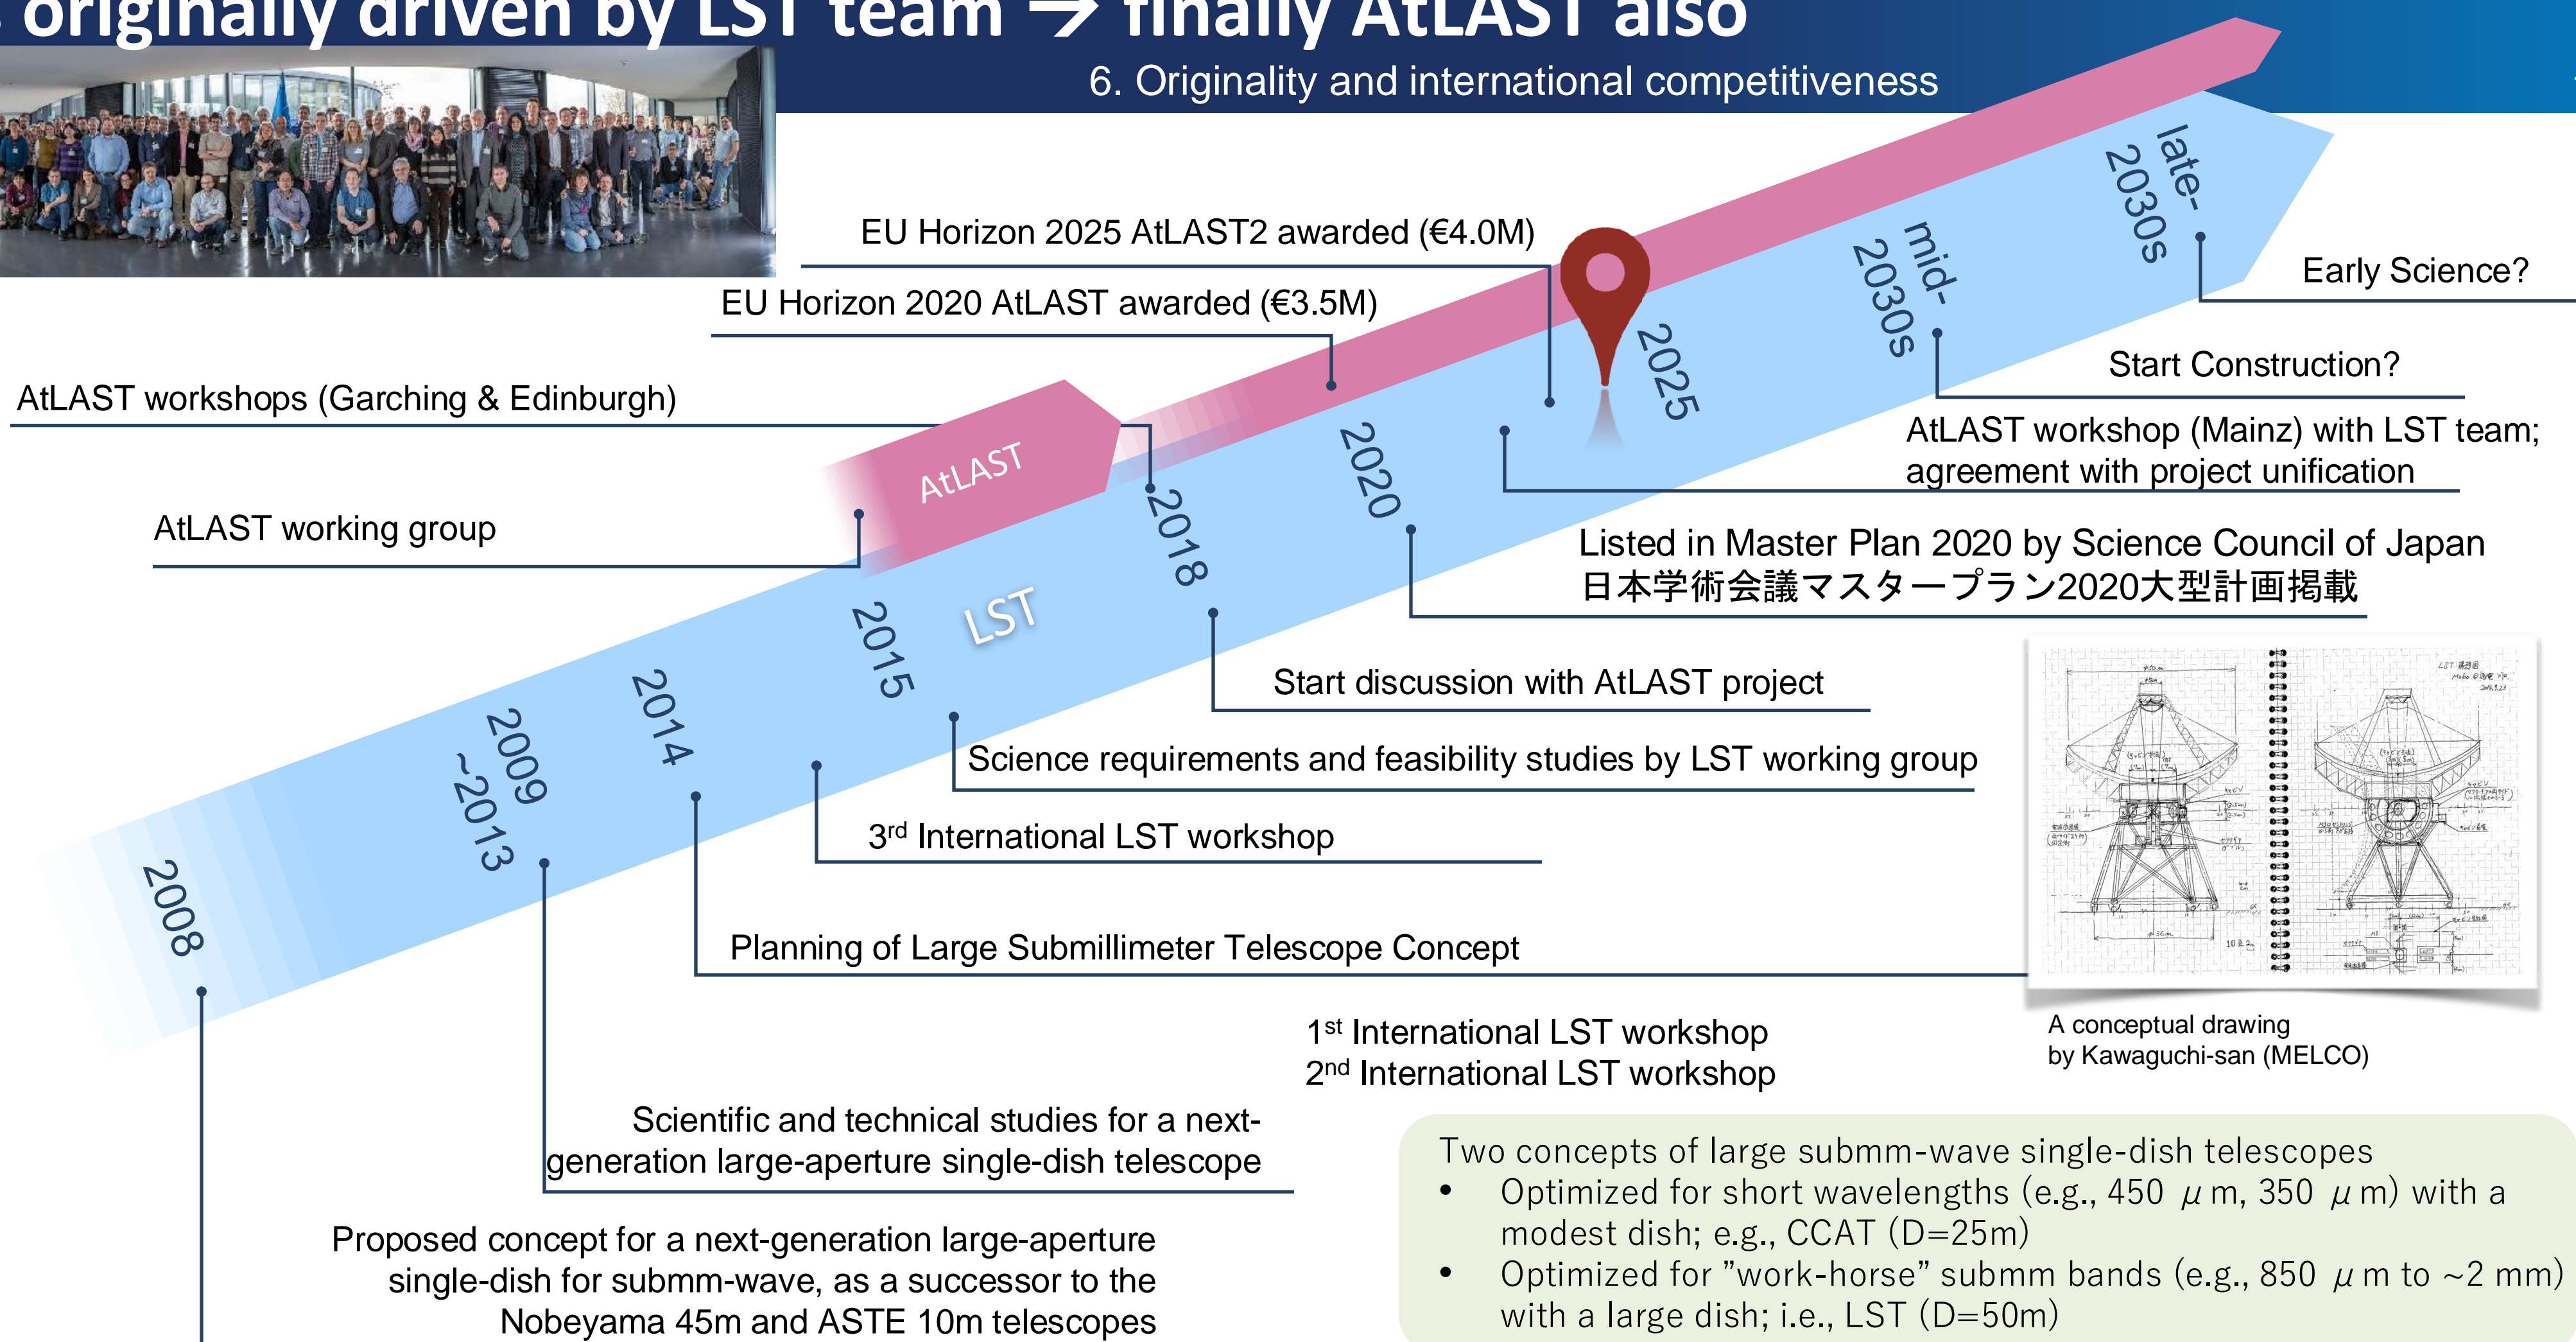 originally driven by LST team → finally AtLAST also
6. Originality and international competitiveness
EU Horizon 2025 AtLAST2 awarded (€4.0M)
EU Horizon 2020 AtLAST awarded (€3.5M)
AtLAST workshops (Garching & Edinburgh)
AtLAST working group
AtLAST
LST
2008
2009
~2013
2014
2015
2018
2020
2025
mid-
2030s
late-
2030s
Early Science?
Start Construction?
AtLAST workshop (Mainz) with LST team;
agreement with project unification
Listed in Master Plan 2020 by Science Council of Japan
日本学術会議マスタープラン2020大型計画掲載
Start discussion with AtLAST project
Science requirements and feasibility studies by LST working group
3rd International LST workshop
Planning of Large Submillimeter Telescope Concept
A conceptual drawing
by Kawaguchi-san (MELCO)
1st International LST workshop
2nd International LST workshop
Scientific and technical studies for a next-
generation large-aperture single-dish telescope
Proposed concept for a next-generation large-aperture
single-dish for submm-wave, as a successor to the
Nobeyama 45m and ASTE 10m telescopes
Two concepts of large submm-wave single-dish telescopes
• Optimized for short wavelengths (e.g., 450 μm, 350 μm) with a
modest dish; e.g., CCAT (D=25m)
• Optimized for ”work-horse” submm bands (e.g., 850 μm to ~2 mm)
with a large dish; i.e., LST (D=50m)